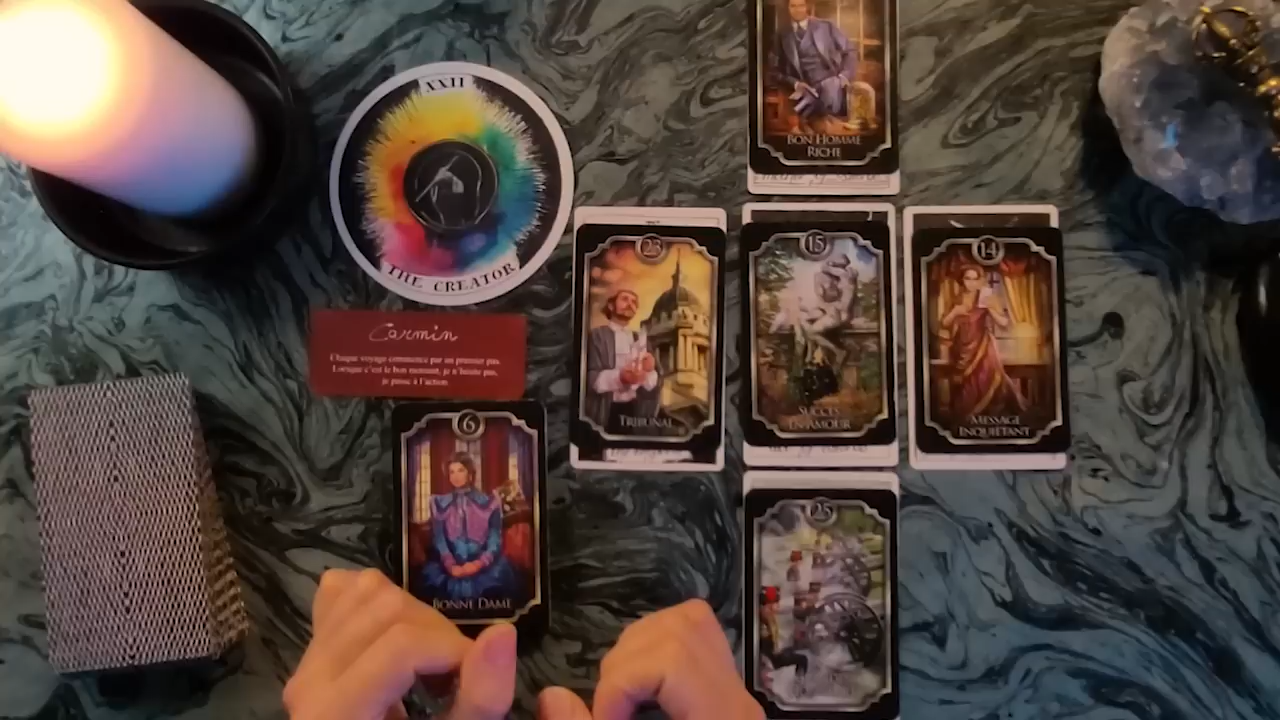 XXII
THE CREATOR
BON HOMME
RICHE
Carmin
Chaque voyage commence par un premier pas.
Lorsque c'est le bon moment, je n'hésite pas,
je passe à l'action.
23
TRIBUNAL
15
SUCCÈS
EN AMOUR
14
MESSAGE
INQUIÉTANT
6
BONNE DAME
25